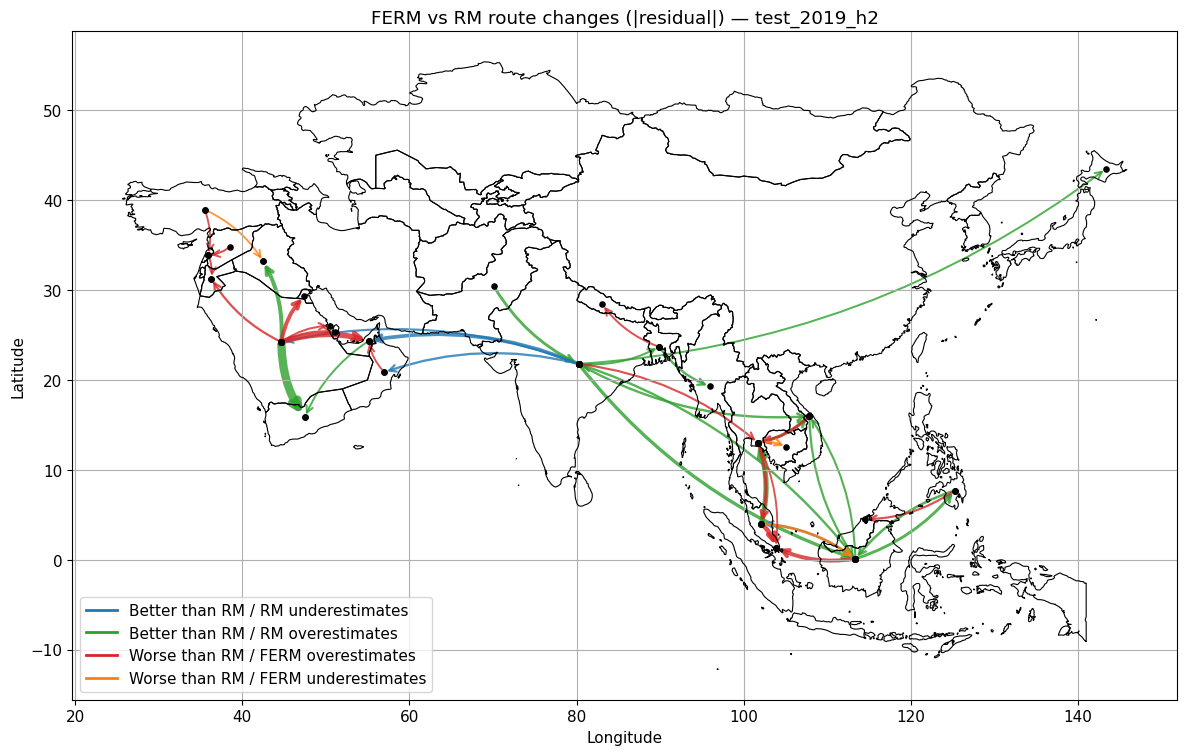 FERM vs RM route changes (|residual|) — test_2019_h2
Latitude
50
40
30
20
10
0
−10
Better than RM / RM underestimates
Better than RM / RM overestimates
Worse than RM / FERM overestimates
Worse than RM / FERM underestimates
20 40 60 80 100 120 140
Longitude